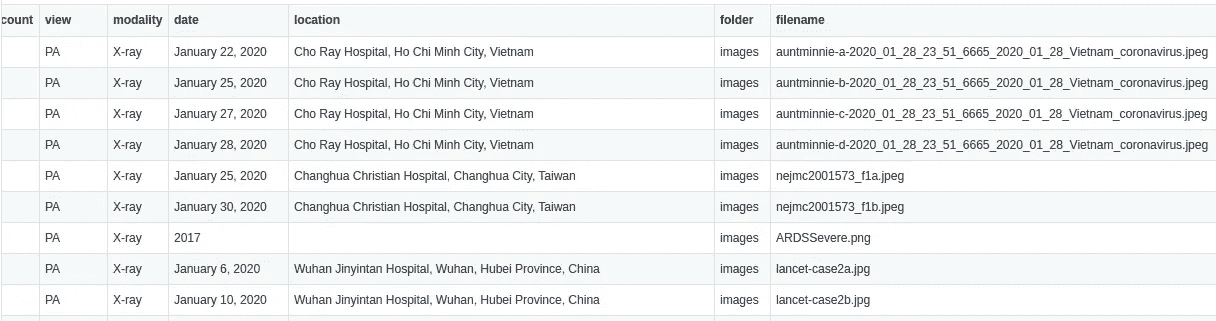 count view modality date location folder filename
PA X-ray January 22, 2020 Cho Ray Hospital, Ho Chi Minh City, Vietnam images auntminnie-a-2020_01_28_23_51_6665_2020_01_28_Vietnam_coronavirus.jpeg
PA X-ray January 25, 2020 Cho Ray Hospital, Ho Chi Minh City, Vietnam images auntminnie-b-2020_01_28_23_51_6665_2020_01_28_Vietnam_coronavirus.jpeg
PA X-ray January 27, 2020 Cho Ray Hospital, Ho Chi Minh City, Vietnam images auntminnie-c-2020_01_28_23_51_6665_2020_01_28_Vietnam_coronavirus.jpeg
PA X-ray January 28, 2020 Cho Ray Hospital, Ho Chi Minh City, Vietnam images auntminnie-d-2020_01_28_23_51_6665_2020_01_28_Vietnam_coronavirus.jpeg
PA X-ray January 25, 2020 Changhua Christian Hospital, Changhua City, Taiwan images nejmc2001573_f1a.jpeg
PA X-ray January 30, 2020 Changhua Christian Hospital, Changhua City, Taiwan images nejmc2001573_f1b.jpeg
PA X-ray 2017 images ARDSSevere.png
PA X-ray January 6, 2020 Wuhan Jinyintan Hospital, Wuhan, Hubei Province, China images lancet-case2a.jpg
PA X-ray January 10, 2020 Wuhan Jinyintan Hospital, Wuhan, Hubei Province, China images lancet-case2b.jpg